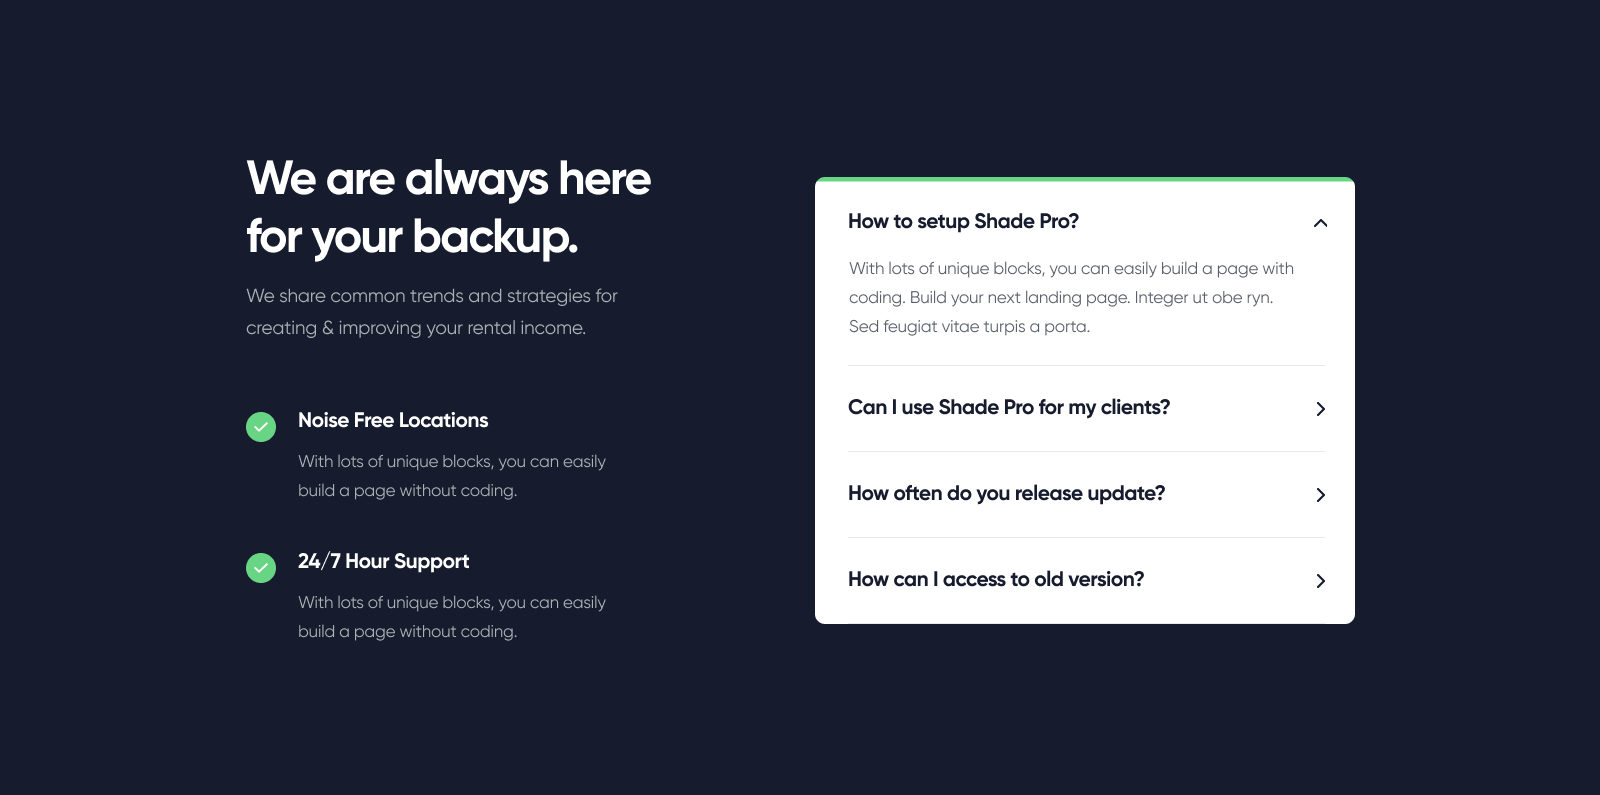 We are always here
for your backup.
We share common trends and strategies for
creating & improving your rental income.
Noise Free Locations
With lots of unique blocks, you can easily
build a page without coding.
24/7 Hour Support
With lots of unique blocks, you can easily
build a page without coding.
How to setup Shade Pro?
With lots of unique blocks, you can easily build a page with
coding. Build your next landing page. Integer ut obe ryn.
Sed feugiat vitae turpis a porta.
Can I use Shade Pro for my clients?
How often do you release update?
How can I access to old version?